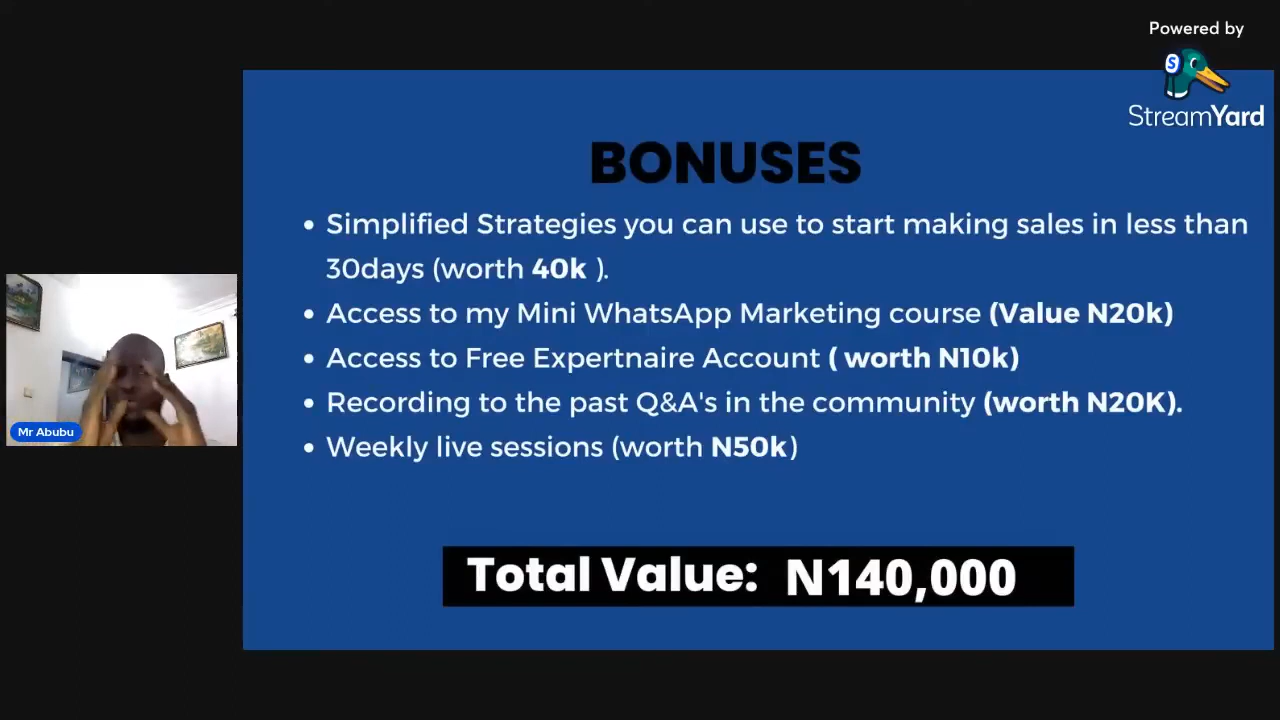 Powered by
StreamYard
BONUSES
• Simplified Strategies you can use to start making sales in less than
30days (worth 40k ).
• Access to my Mini WhatsApp Marketing course (Value N20k)
• Access to Free Expertnaire Account ( worth N10k)
• Recording to the past Q&A's in the community (worth N20K).
• Weekly live sessions (worth N50k)
Mr Abubu
Total Value: N140,000